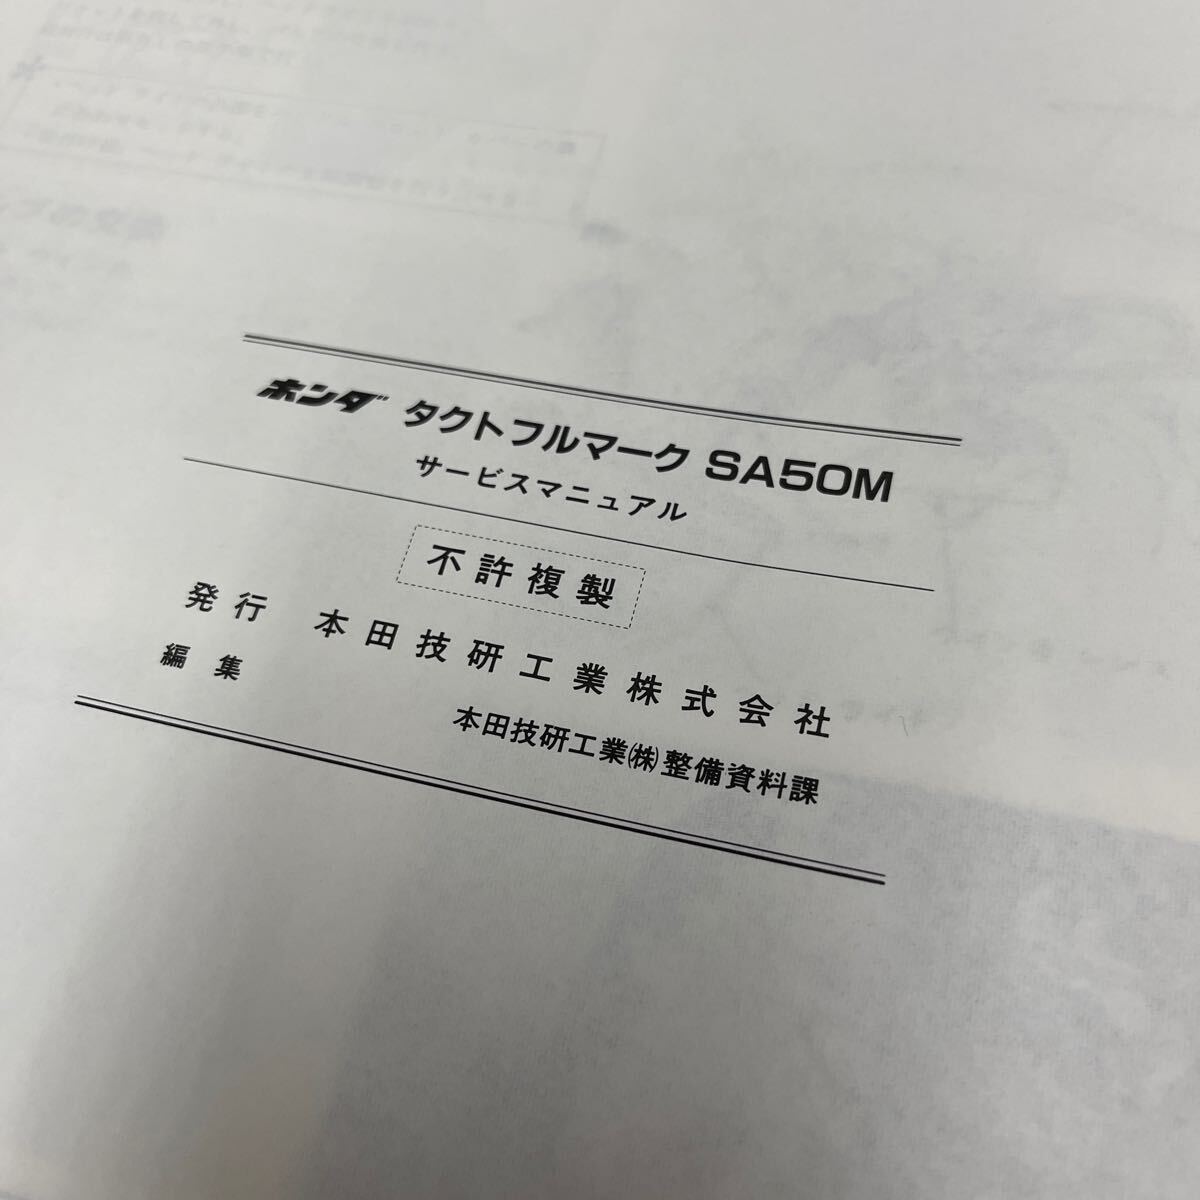 ホンダ タクトフルマーク SA50M
サービスマニュアル
不許複製
発行 本田技研工業株式会社
編集 本田技研工業㈱整備資料課